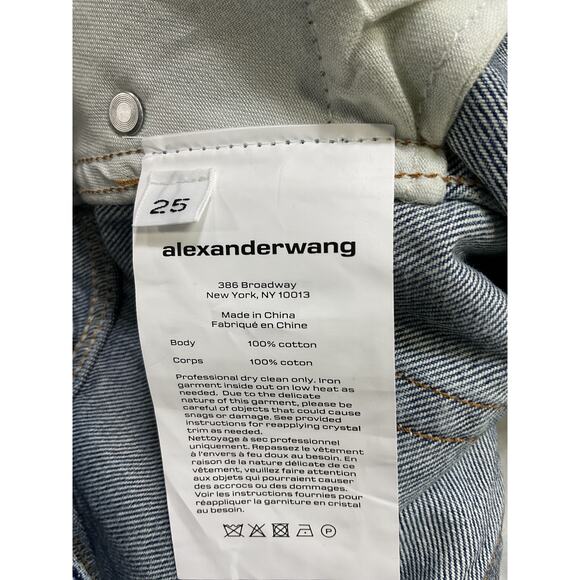 25
alexanderwang
386 Broadway
New York, NY 10013
Made in China
Fabriqué en Chine
Body 100% cotton
Corps 100% coton
Professional dry clean only. Iron
garment inside out on low heat as
needed. Due to the delicate
nature of this garment, please be
careful of objects that could cause
snags or damage. See provided
instructions for reapplying crystal
trim as needed.
Nettoyage à sec professionnel
uniquement. Repassez le vêtement
à l'envers à feu doux au besoin. En
raison de la nature délicate de ce
vêtement, veuillez faire attention
aux objets qui pourraient causer
des accrocs ou des dommages.
Voir les instructions fournies pour
réappliquer la garniture en cristal
au besoin.
P